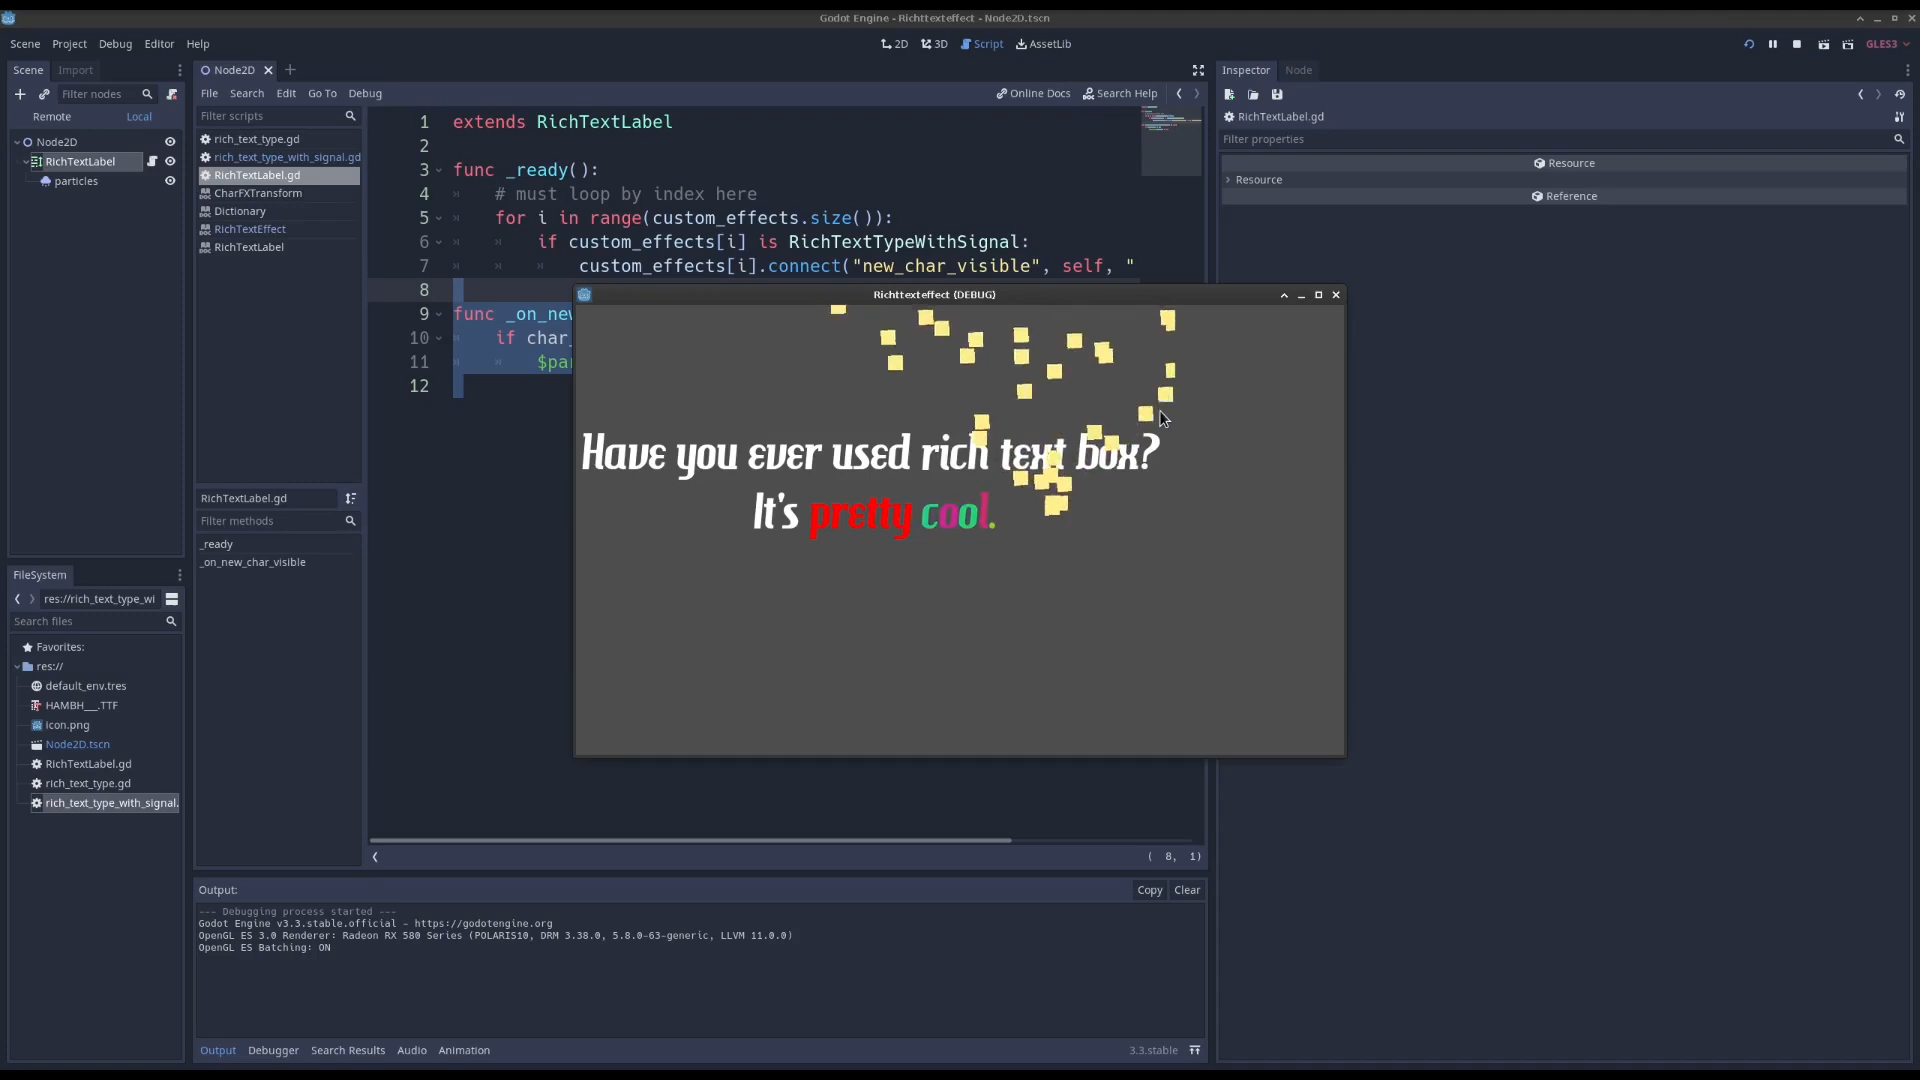 Godot Engine - Richttexteffect - Node2D.tscn
Scene Project Debug Editor Help
2D 3D Script AssetLib
GLES3
Scene Import
Filter nodes
Remote Local
Node2D
RichTextLabel
particles
Node2D
File Search Edit Go To Debug
Online Docs Search Help
Filter scripts
rich_text_type.gd
rich_text_type_with_signal.gd
RichTextLabel.gd
CharFXTransform
Dictionary
RichTextEffect
RichTextLabel
RichTextLabel.gd
Filter methods
_ready
_on_new_char_visible
1 extends RichTextLabel
2
3 func _ready():
4 # must loop by index here
5 for i in range(custom_effects.size()):
6 if custom_effects[i] is RichTextTypeWithSignal:
7 custom_effects[i].connect("new_char_visible", self, "
8
9 func _on_new
10 if char_
11 $par
12
( 8, 1)
Richttexteffect (DEBUG)
Have you ever used rich text box?
It's pretty cool.
Inspector Node
RichTextLabel.gd
Filter properties
Resource
Resource
Reference
FileSystem
res://rich_text_type_wi
Search files
Favorites:
res://
default_env.tres
HAMBH___.TTF
icon.png
Node2D.tscn
RichTextLabel.gd
rich_text_type.gd
rich_text_type_with_signal.
Output:
Copy Clear
--- Debugging process started ---
Godot Engine v3.3.stable.official - https://godotengine.org
OpenGL ES 3.0 Renderer: Radeon RX 580 Series (POLARIS10, DRM 3.38.0, 5.8.0-63-generic, LLVM 11.0.0)
OpenGL ES Batching: ON
Output Debugger Search Results Audio Animation
3.3.stable